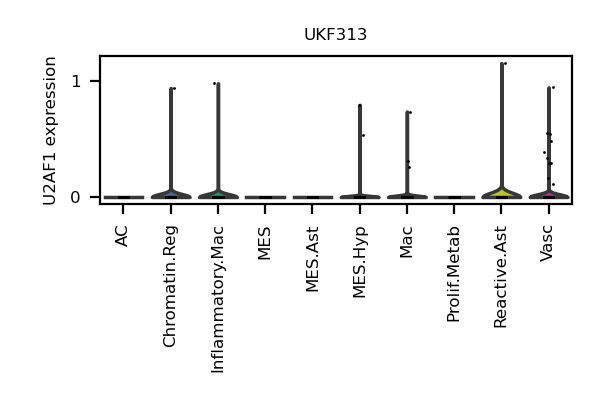 UKF313
U2AF1 expression
1
0
AC
Chromatin.Reg
Inflammatory.Mac
MES
MES.Ast
MES.Hyp
Mac
Prolif.Metab
Reactive.Ast
Vasc